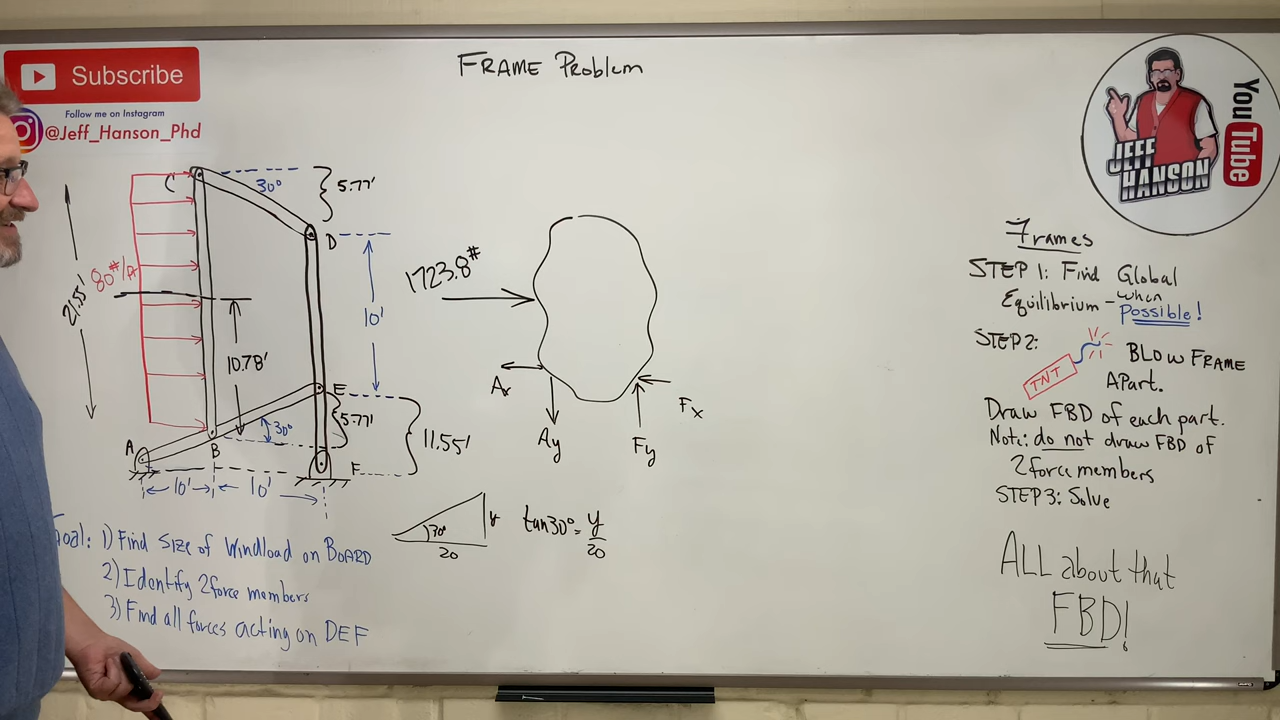 Subscribe
Follow me on Instagram
@Jeff_Hanson_Phd
FRAME Problem
YouTube
JEFF
HANSON
C
30°
5.77'
D
21.55'
80#/ft
10'
10.78'
E
5.77'
30°
11.55'
A
B
F
10'
10'
1723.8#
Ax
Ay
Fx
Fy
30°
y
20
tan30° = y
20
Goal: 1) Find Size of Windload on BOARD
2) Identify 2force members
3) Find all forces acting on DEF
Frames
STEP 1: Find Global
Equilibrium - when
Possible!
STEP 2:
TNT
BLOW FRAME
APart.
Draw FBD of each part.
Note: do not draw FBD of
2force members
STEP 3: Solve
ALL about that
FBD!